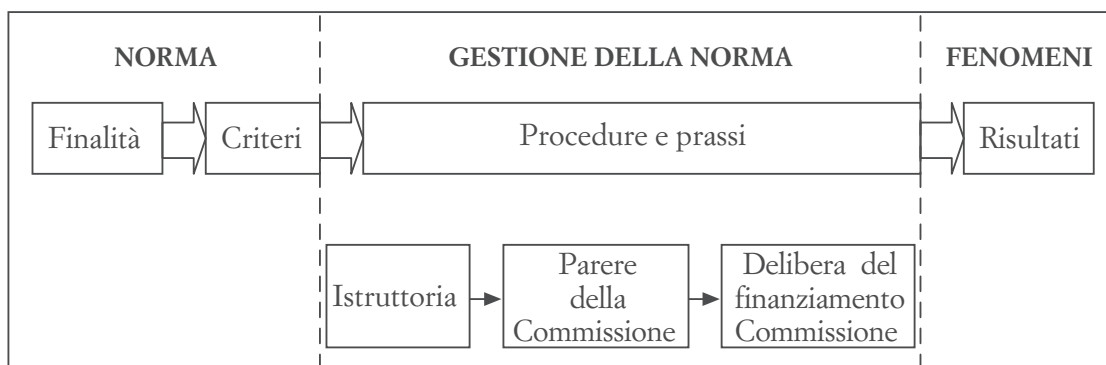 NORMA
GESTIONE DELLA NORMA
FENOMENI
Finalità
Criteri
Procedure e prassi
Risultati
Istruttoria
Parere
della
Commissione
Delibera del
finanziamento
Commissione